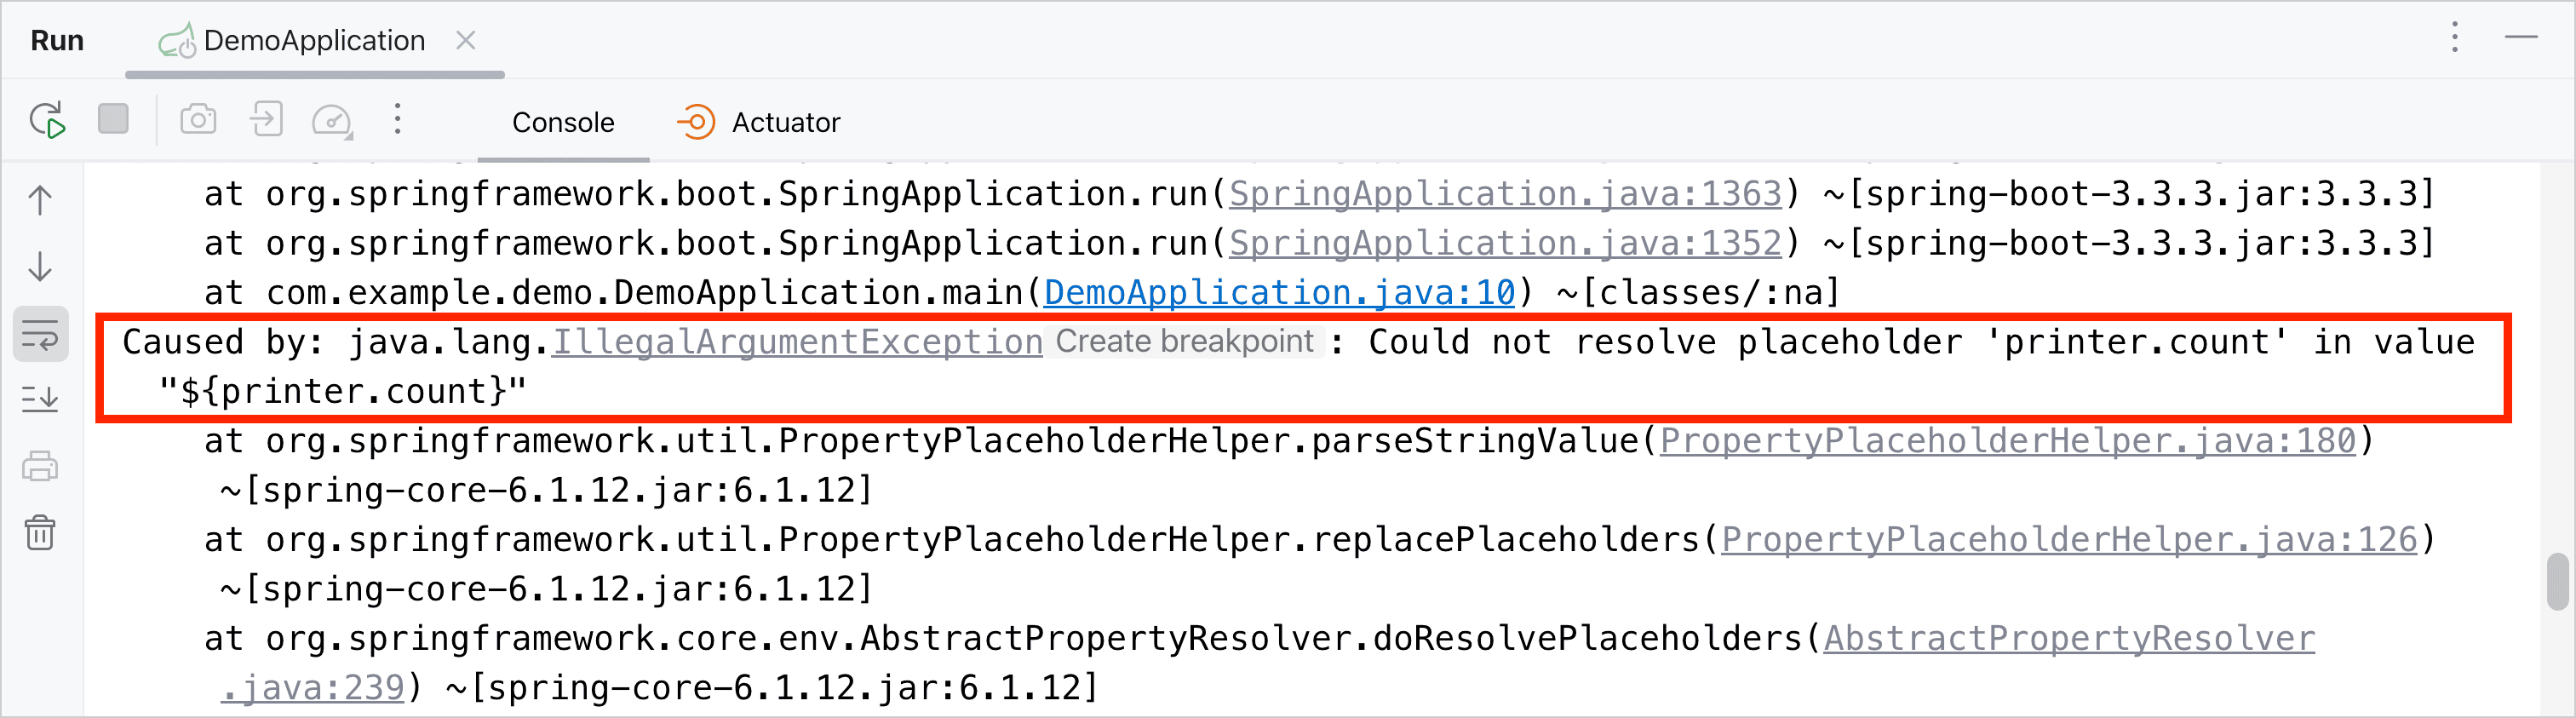 Run DemoApplication
Console Actuator
at org.springframework.boot.SpringApplication.run(SpringApplication.java:1363) ~[spring-boot-3.3.3.jar:3.3.3]
at org.springframework.boot.SpringApplication.run(SpringApplication.java:1352) ~[spring-boot-3.3.3.jar:3.3.3]
at com.example.demo.DemoApplication.main(DemoApplication.java:10) ~[classes/:na]
Caused by: java.lang.IllegalArgumentException Create breakpoint : Could not resolve placeholder 'printer.count' in value
"${printer.count}"
at org.springframework.util.PropertyPlaceholderHelper.parseStringValue(PropertyPlaceholderHelper.java:180)
~[spring-core-6.1.12.jar:6.1.12]
at org.springframework.util.PropertyPlaceholderHelper.replacePlaceholders(PropertyPlaceholderHelper.java:126)
~[spring-core-6.1.12.jar:6.1.12]
at org.springframework.core.env.AbstractPropertyResolver.doResolvePlaceholders(AbstractPropertyResolver
.java:239) ~[spring-core-6.1.12.jar:6.1.12]